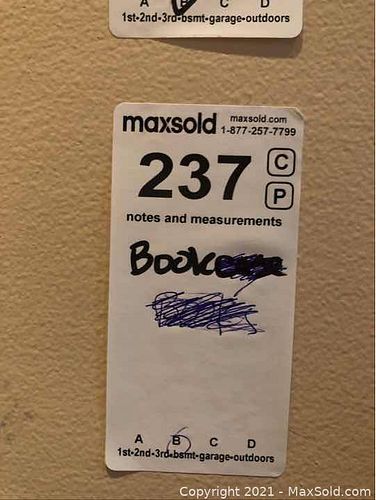 A B C D
1st-2nd-3rd-bsmt-garage-outdoors
maxsold maxsold.com
1-877-257-7799
237 C
P
notes and measurements
A B C D
1st-2nd-3rd-bsmt-garage-outdoors
Copyright © 2021 - MaxSold.com